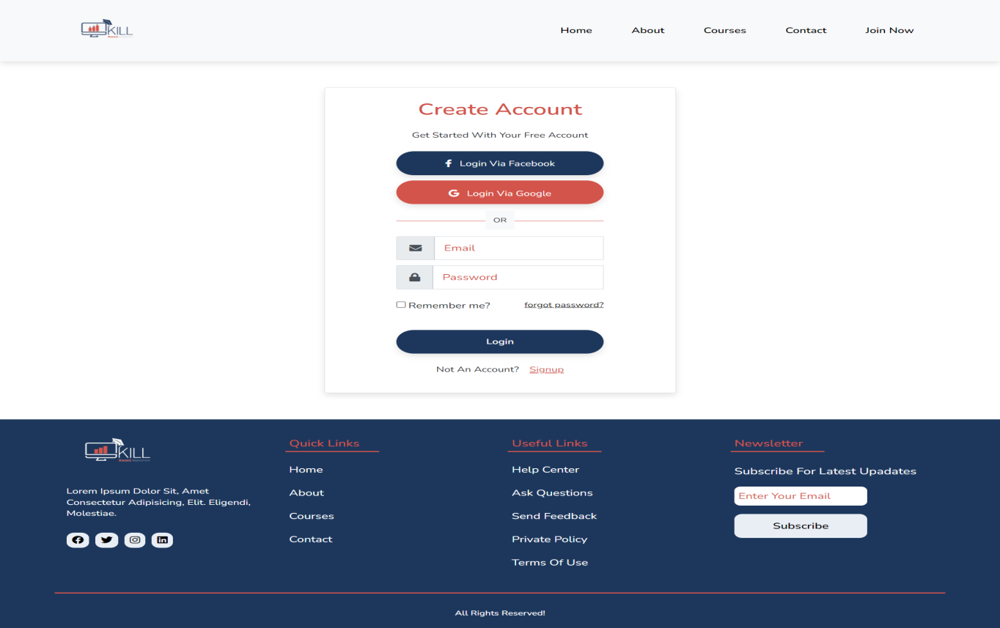 KILL
Home About Courses Contact Join Now
Create Account
Get Started With Your Free Account
Login Via Facebook
Login Via Google
OR
Email
Password
Remember me? forgot password?
Login
Not An Account? Signup
KILL
Lorem Ipsum Dolor Sit, Amet
Consectetur Adipisicing, Elit. Eligendi,
Molestiae.
Quick Links
Home
About
Courses
Contact
Useful Links
Help Center
Ask Questions
Send Feedback
Private Policy
Terms Of Use
Newsletter
Subscribe For Latest Upadates
Enter Your Email
Subscribe
All Rights Reserved!